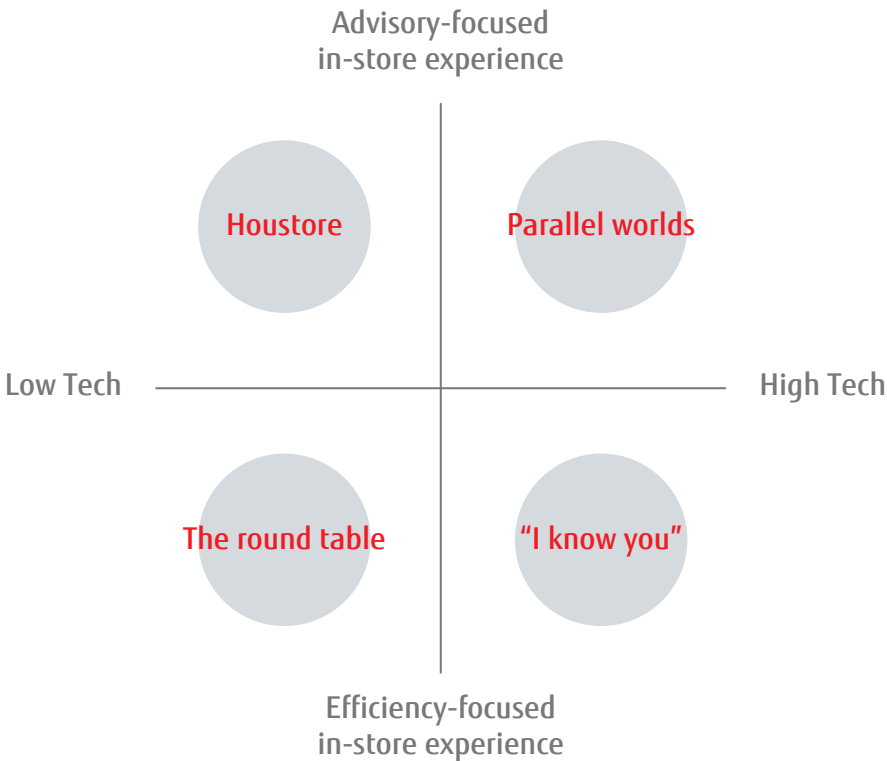 Advisory-focused
in-store experience
Houstore
Parallel worlds
Low Tech
High Tech
The round table
“I know you”
Efficiency-focused
in-store experience